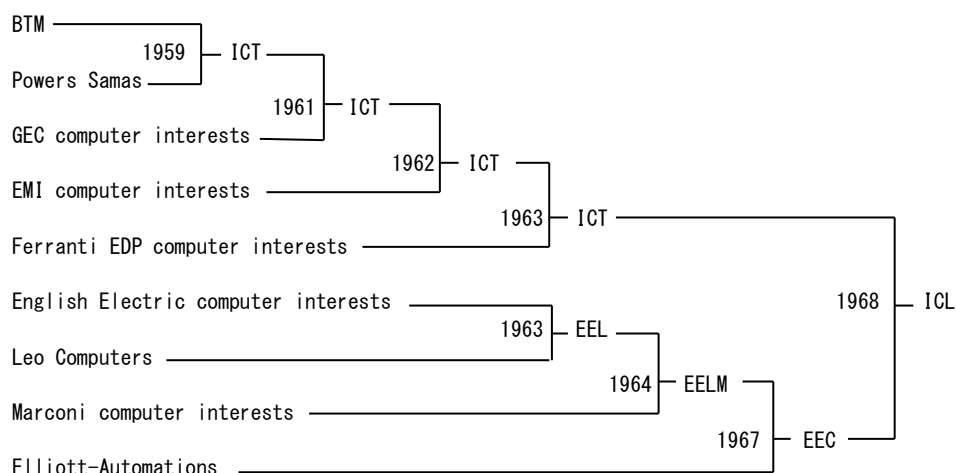 BTM
1959 ICT
Powers Samas
1961 ICT
GEC computer interests
1962 ICT
EMI computer interests
1963 ICT
Ferranti EDP computer interests
English Electric computer interests
1968 ICL
1963 EEL
Leo Computers
1964 EELM
Marconi computer interests
1967 EEC
Elliott-Automations